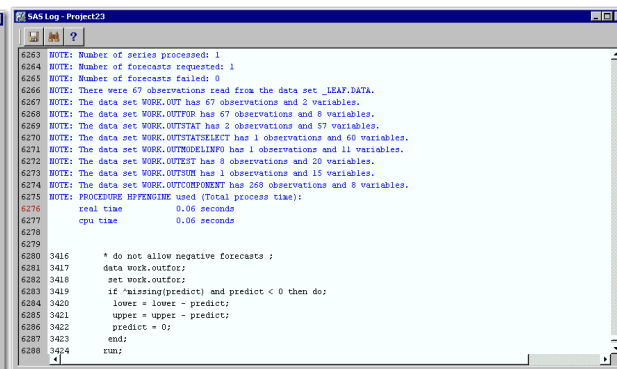 SAS Log - Project23
?
6263 NOTE: Number of series processed: 1
6264 NOTE: Number of forecasts requested: 1
6265 NOTE: Number of forecasts failed: 0
6266 NOTE: There were 67 observations read from the data set _LEAF.DATA.
6267 NOTE: The data set WORK.OUT has 67 observations and 2 variables.
6268 NOTE: The data set WORK.OUTFOR has 67 observations and 8 variables.
6269 NOTE: The data set WORK.OUTSTAT has 2 observations and 57 variables.
6270 NOTE: The data set WORK.OUTSTATSELECT has 1 observations and 60 variables.
6271 NOTE: The data set WORK.OUTMODELINFO has 1 observations and 11 variables.
6272 NOTE: The data set WORK.OUTEST has 8 observations and 20 variables.
6273 NOTE: The data set WORK.OUTSUM has 1 observations and 15 variables.
6274 NOTE: The data set WORK.OUTCOMPONENT has 268 observations and 8 variables.
6275 NOTE: PROCEDURE HPFENGINE used (Total process time):
6276 real time 0.06 seconds
6277 cpu time 0.06 seconds
6278
6279
6280 3416 * do not allow negative forecasts ;
6281 3417 data work.outfor;
6282 3418 set work.outfor;
6283 3419 if ^missing(predict) and predict < 0 then do;
6284 3420 lower = lower - predict;
6285 3421 upper = upper - predict;
6286 3422 predict = 0;
6287 3423 end;
6288 3424 run;